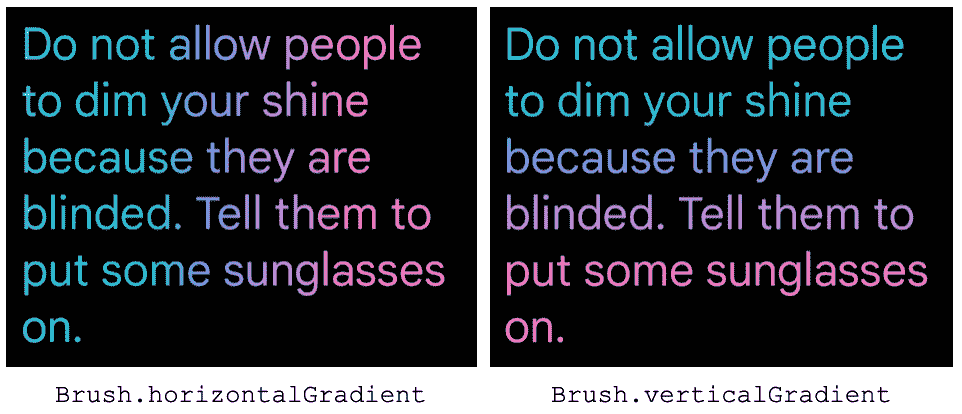 Do not allow people
to dim your shine
because they are
blinded. Tell them to
put some sunglasses
on.
Brush.horizontalGradient
Do not allow people
to dim your shine
because they are
blinded. Tell them to
put some sunglasses
on.
Brush.verticalGradient